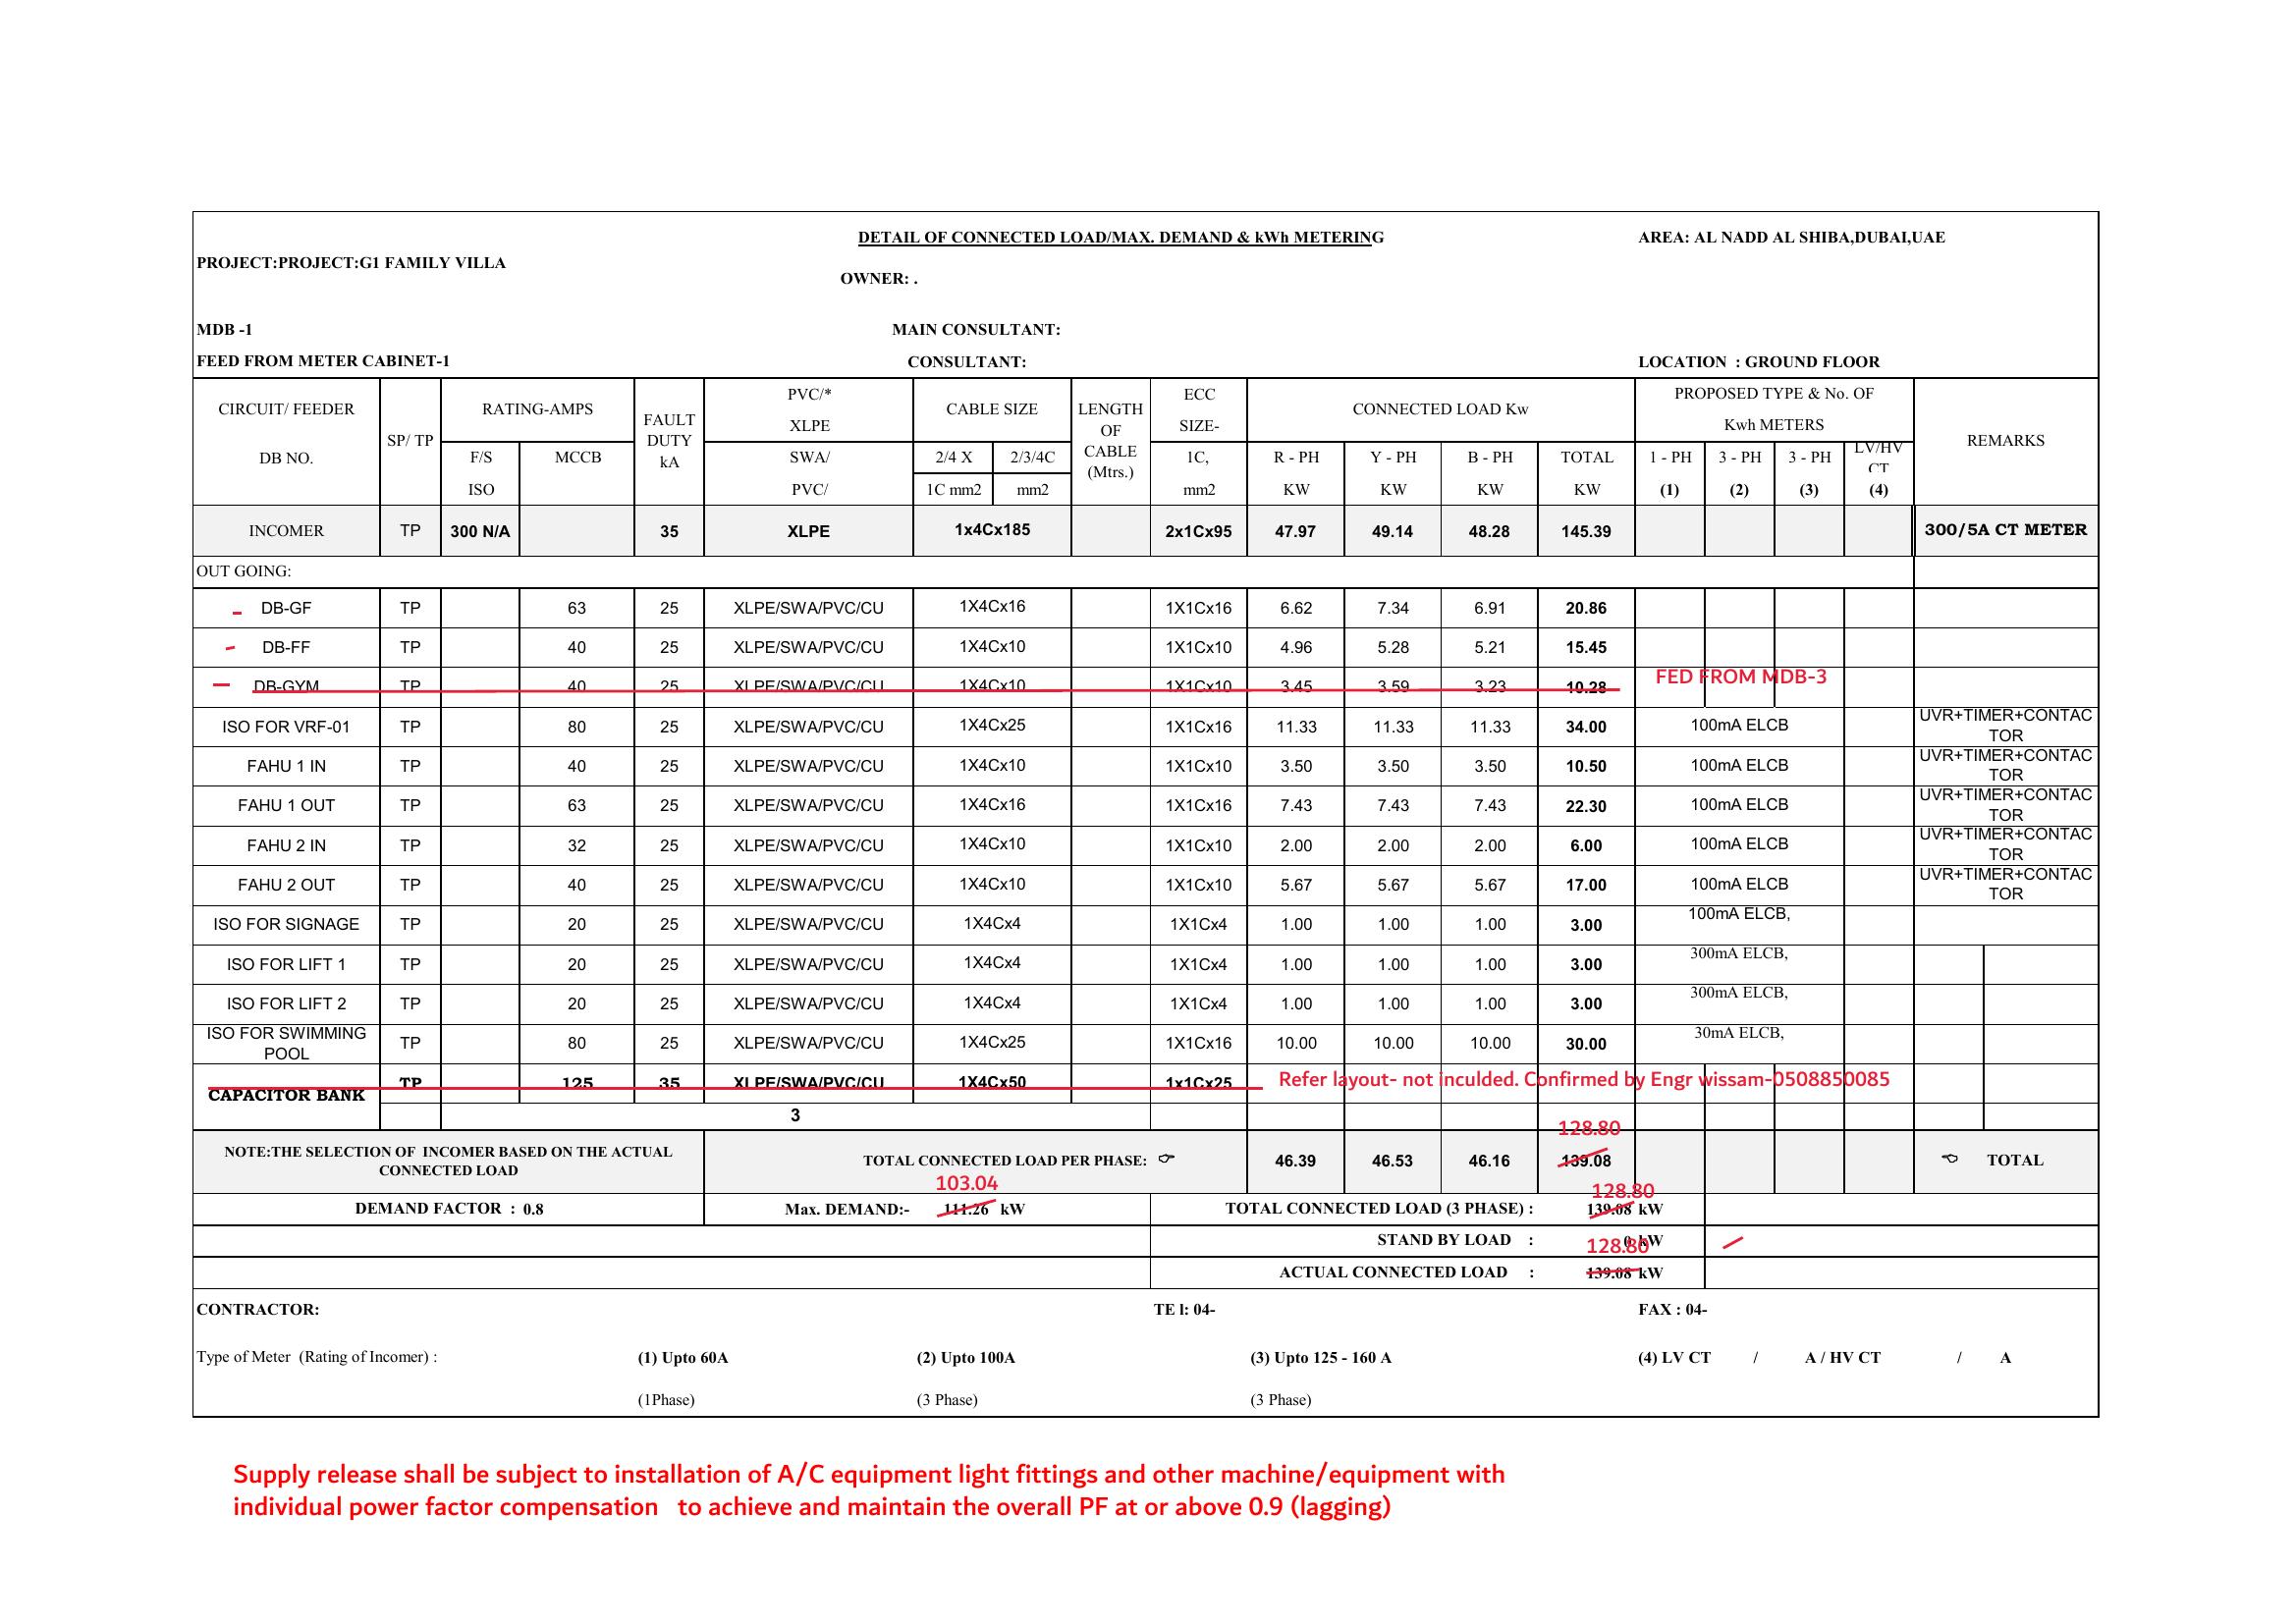 DETAIL OF CONNECTED LOAD/MAX. DEMAND & kWh METERING AREA: AL NADD AL SHIBA,DUBAI,UAE
PROJECT:PROJECT:G1 FAMILY VILLA
OWNER: .
MDB -1 MAIN CONSULTANT:
FEED FROM METER CABINET-1 CONSULTANT: LOCATION : GROUND FLOOR
CIRCUIT/ FEEDER DB NO.
SP/ TP
RATING-AMPS
F/S ISO
MCCB
FAULT DUTY kA
PVC/* XLPE SWA/ PVC/
CABLE SIZE
2/4 X 1C mm2
2/3/4C mm2
LENGTH OF CABLE (Mtrs.)
ECC SIZE- 1C, mm2
CONNECTED LOAD Kw
R - PH KW
Y - PH KW
B - PH KW
TOTAL KW
PROPOSED TYPE & No. OF Kwh METERS
1 - PH (1)
3 - PH (2)
3 - PH (3)
LV/HV CT (4)
REMARKS
INCOMER TP 300 N/A 35 XLPE 1x4Cx185 2x1Cx95 47.97 49.14 48.28 145.39 300/5A CT METER
OUT GOING:
- DB-GF TP 63 25 XLPE/SWA/PVC/CU 1X4Cx16 1X1Cx16 6.62 7.34 6.91 20.86
- DB-FF TP 40 25 XLPE/SWA/PVC/CU 1X4Cx10 1X1Cx10 4.96 5.28 5.21 15.45
- DB-GYM TP 40 25 XLPE/SWA/PVC/CU 1X4Cx10 1X1Cx10 3.45 3.59 3.23 10.28 FED FROM MDB-3
ISO FOR VRF-01 TP 80 25 XLPE/SWA/PVC/CU 1X4Cx25 1X1Cx16 11.33 11.33 11.33 34.00 100mA ELCB UVR+TIMER+CONTACTOR
FAHU 1 IN TP 40 25 XLPE/SWA/PVC/CU 1X4Cx10 1X1Cx10 3.50 3.50 3.50 10.50 100mA ELCB UVR+TIMER+CONTACTOR
FAHU 1 OUT TP 63 25 XLPE/SWA/PVC/CU 1X4Cx16 1X1Cx16 7.43 7.43 7.43 22.30 100mA ELCB UVR+TIMER+CONTACTOR
FAHU 2 IN TP 32 25 XLPE/SWA/PVC/CU 1X4Cx10 1X1Cx10 2.00 2.00 2.00 6.00 100mA ELCB UVR+TIMER+CONTACTOR
FAHU 2 OUT TP 40 25 XLPE/SWA/PVC/CU 1X4Cx10 1X1Cx10 5.67 5.67 5.67 17.00 100mA ELCB UVR+TIMER+CONTACTOR
ISO FOR SIGNAGE TP 20 25 XLPE/SWA/PVC/CU 1X4Cx4 1X1Cx4 1.00 1.00 1.00 3.00 100mA ELCB,
ISO FOR LIFT 1 TP 20 25 XLPE/SWA/PVC/CU 1X4Cx4 1X1Cx4 1.00 1.00 1.00 3.00 300mA ELCB,
ISO FOR LIFT 2 TP 20 25 XLPE/SWA/PVC/CU 1X4Cx4 1X1Cx4 1.00 1.00 1.00 3.00 300mA ELCB,
ISO FOR SWIMMING POOL TP 80 25 XLPE/SWA/PVC/CU 1X4Cx25 1X1Cx16 10.00 10.00 10.00 30.00 30mA ELCB,
CAPACITOR BANK TP 125 35 XLPE/SWA/PVC/CU 1X4Cx50 1x1Cx25 Refer layout- not inculded. Confirmed by Engr wissam-0508850085
3
128.80
NOTE:THE SELECTION OF INCOMER BASED ON THE ACTUAL CONNECTED LOAD TOTAL CONNECTED LOAD PER PHASE: 46.39 46.53 46.16 139.08 TOTAL
103.04 128.80
DEMAND FACTOR : 0.8 Max. DEMAND:- 111.26 kW TOTAL CONNECTED LOAD (3 PHASE) : 139.08 kW
STAND BY LOAD : 0 kW
128.80
ACTUAL CONNECTED LOAD : 139.08 kW
CONTRACTOR: TE l: 04- FAX : 04-
Type of Meter (Rating of Incomer) : (1) Upto 60A (2) Upto 100A (3) Upto 125 - 160 A (4) LV CT / A / HV CT / A
(1Phase) (3 Phase) (3 Phase)
Supply release shall be subject to installation of A/C equipment light fittings and other machine/equipment with
individual power factor compensation to achieve and maintain the overall PF at or above 0.9 (lagging)